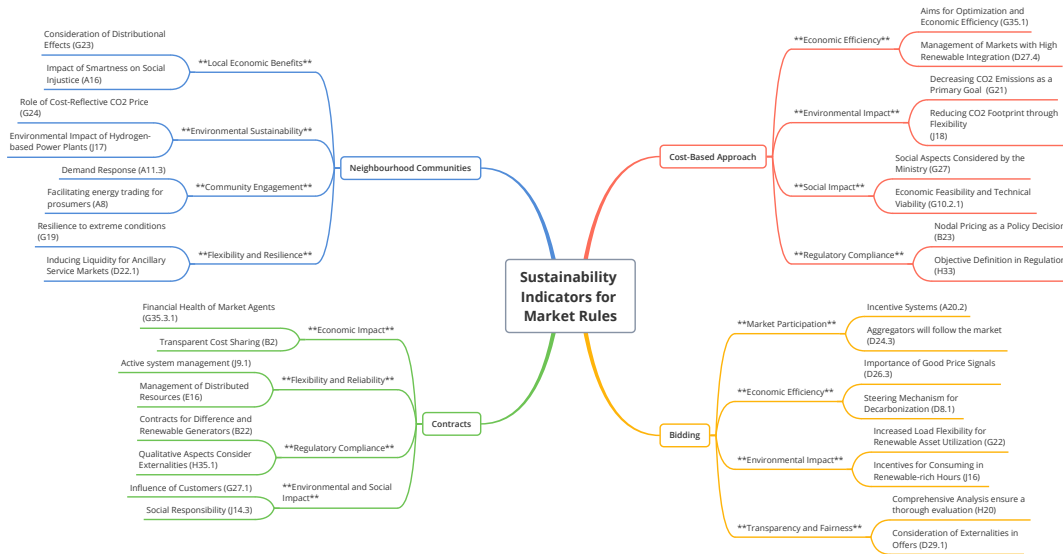 Sustainability
Indicators for
Market Rules
Neighbourhood Communities
**Local Economic Benefits**
Consideration of Distributional
Effects (G23)
Impact of Smartness on Social
Injustice (A16)
**Environmental Sustainability**
Role of Cost-Reflective CO2 Price
(G24)
Environmental Impact of Hydrogen-
based Power Plants (J17)
**Community Engagement**
Demand Response (A11.3)
Facilitating energy trading for
prosumers (A8)
**Flexibility and Resilience**
Resilience to extreme conditions
(G19)
Inducing Liquidity for Ancillary
Service Markets (D22.1)
Contracts
**Economic Impact**
Financial Health of Market Agents
(G35.3.1)
Transparent Cost Sharing (B2)
**Flexibility and Reliability**
Active system management (J9.1)
Management of Distributed
Resources (E16)
**Regulatory Compliance**
Contracts for Difference and
Renewable Generators (B22)
Qualitative Aspects Consider
Externalities (H35.1)
**Environmental and Social
Impact**
Influence of Customers (G27.1)
Social Responsibility (J14.3)
Cost-Based Approach
**Economic Efficiency**
Aims for Optimization and
Economic Efficiency (G35.1)
Management of Markets with High
Renewable Integration (D27.4)
**Environmental Impact**
Decreasing CO2 Emissions as a
Primary Goal (G21)
Reducing CO2 Footprint through
Flexibility
(J18)
**Social Impact**
Social Aspects Considered by the
Ministry (G27)
Economic Feasibility and Technical
Viability (G10.2.1)
**Regulatory Compliance**
Nodal Pricing as a Policy Decision
(B23)
Objective Definition in Regulation
(H33)
Bidding
**Market Participation**
Incentive Systems (A20.2)
Aggregators will follow the market
(D24.3)
**Economic Efficiency**
Importance of Good Price Signals
(D26.3)
Steering Mechanism for
Decarbonization (D8.1)
**Environmental Impact**
Increased Load Flexibility for
Renewable Asset Utilization (G22)
Incentives for Consuming in
Renewable-rich Hours (J16)
**Transparency and Fairness**
Comprehensive Analysis ensure a
thorough evaluation (H20)
Consideration of Externalities in
Offers (D29.1)